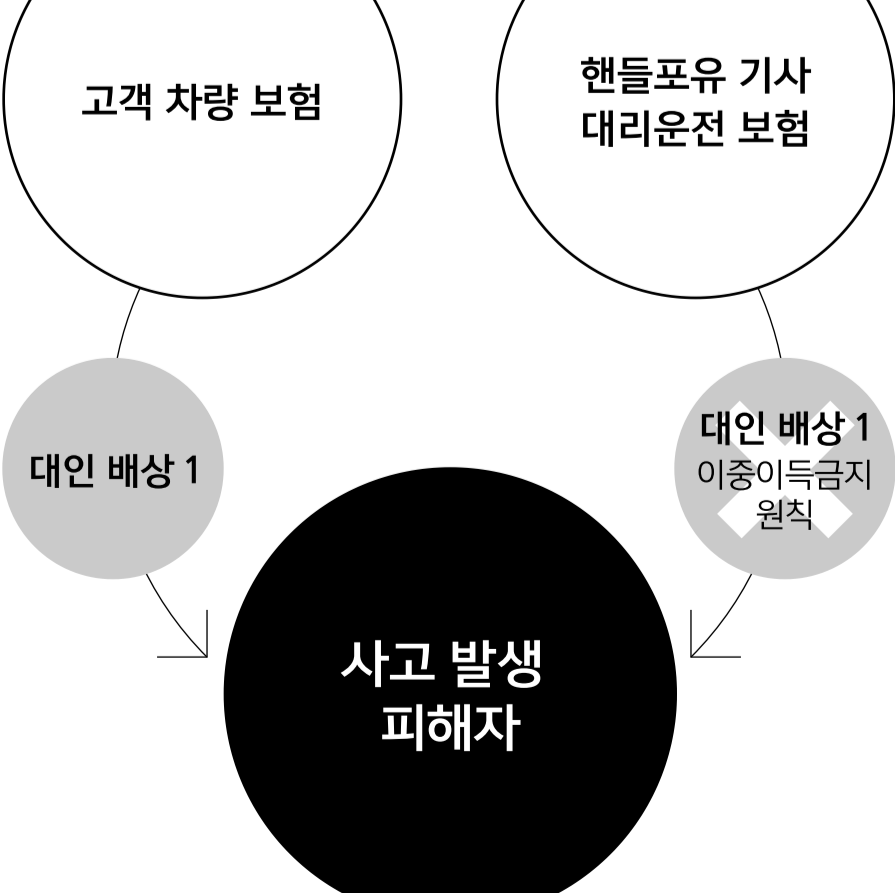 고객 차량 보험
핸들포유 기사
대리운전 보험
대인 배상 1
대인 배상 1
이중이득금지
원칙
사고 발생
피해자